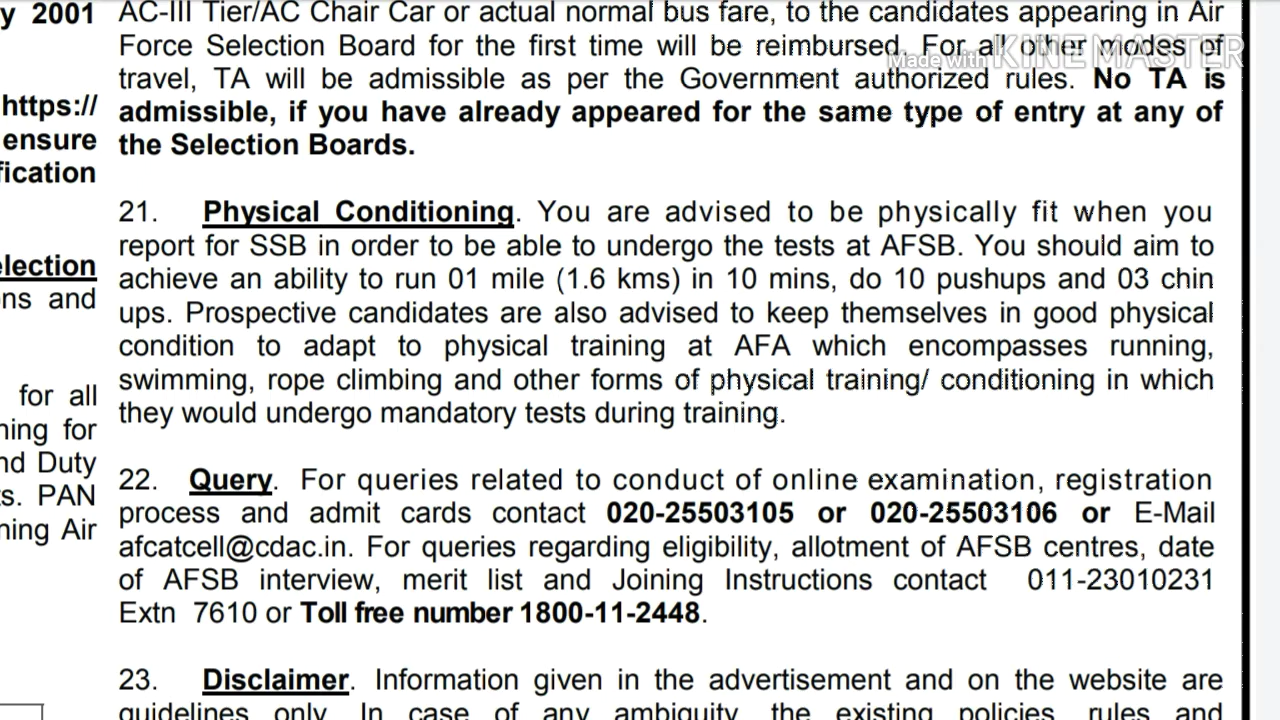 y 2001
https://
ensure
fication
election
ns and
for all
ning for
nd Duty
s. PAN
ning Air
AC-III Tier/AC Chair Car or actual normal bus fare, to the candidates appearing in Air
Force Selection Board for the first time will be reimbursed. For all other modes of
travel, TA will be admissible as per the Government authorized rules. No TA is
admissible, if you have already appeared for the same type of entry at any of
the Selection Boards.
21. Physical Conditioning. You are advised to be physically fit when you
report for SSB in order to be able to undergo the tests at AFSB. You should aim to
achieve an ability to run 01 mile (1.6 kms) in 10 mins, do 10 pushups and 03 chin
ups. Prospective candidates are also advised to keep themselves in good physical
condition to adapt to physical training at AFA which encompasses running,
swimming, rope climbing and other forms of physical training/ conditioning in which
they would undergo mandatory tests during training.
22. Query. For queries related to conduct of online examination, registration
process and admit cards contact 020-25503105 or 020-25503106 or E-Mail
afcatcell@cdac.in. For queries regarding eligibility, allotment of AFSB centres, date
of AFSB interview, merit list and Joining Instructions contact 011-23010231
Extn 7610 or Toll free number 1800-11-2448.
23. Disclaimer. Information given in the advertisement and on the website are
guidelines only. In case of any ambiguity, the existing policies, rules and
Made with KINEMASTER